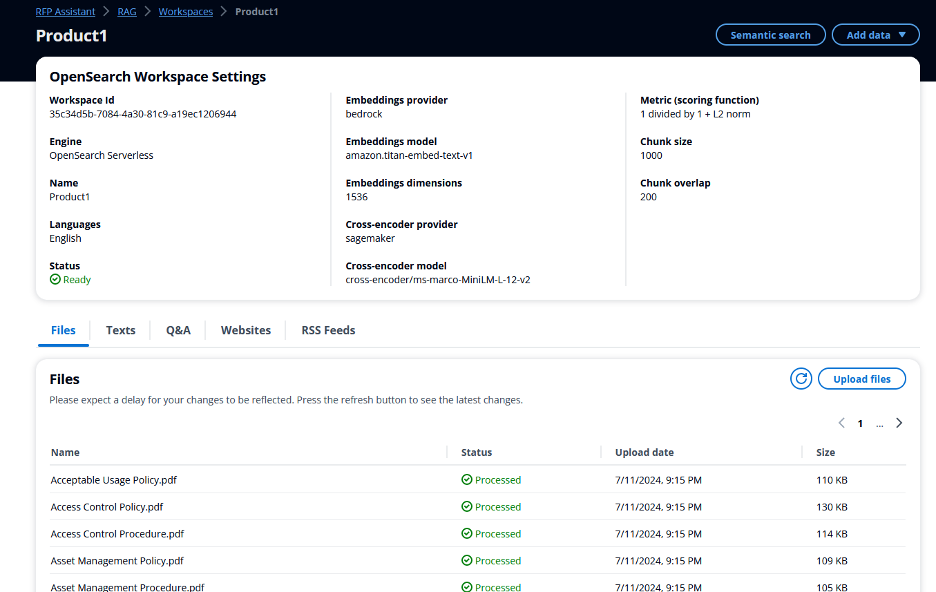 RFP Assistant > RAG > Workspaces > Product1
Product1
Semantic search
Add data
OpenSearch Workspace Settings
Workspace Id
35c34d5b-7084-4a30-81c9-a19ec1206944
Engine
OpenSearch Serverless
Name
Product1
Languages
English
Status
Ready
Embeddings provider
bedrock
Embeddings model
amazon.titan-embed-text-v1
Embeddings dimensions
1536
Cross-encoder provider
sagemaker
Cross-encoder model
cross-encoder/ms-marco-MiniLM-L-12-v2
Metric (scoring function)
1 divided by 1 + L2 norm
Chunk size
1000
Chunk overlap
200
Files Texts Q&A Websites RSS Feeds
Files
Upload files
Please expect a delay for your changes to be reflected. Press the refresh button to see the latest changes.
< 1 ... >
Name Status Upload date Size
Acceptable Usage Policy.pdf Processed 7/11/2024, 9:15 PM 110 KB
Access Control Policy.pdf Processed 7/11/2024, 9:15 PM 130 KB
Access Control Procedure.pdf Processed 7/11/2024, 9:15 PM 114 KB
Asset Management Policy.pdf Processed 7/11/2024, 9:15 PM 109 KB
Asset Management Procedure.pdf Processed 7/11/2024, 9:15 PM 105 KB